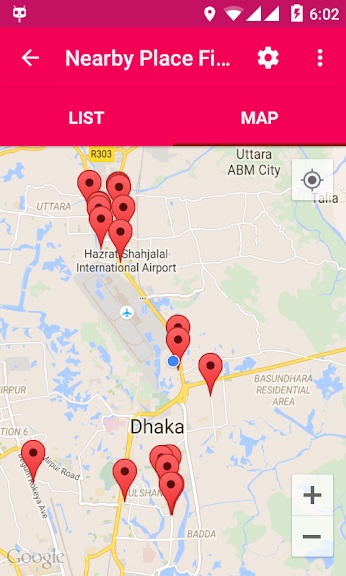 6:02
Nearby Place Fi...
LIST
MAP
R303
Uttara
ABM City
UTTARA
Talia
Hazrat Shahjalal
International Airport
BASUNDHARA
RESIDENTIAL
AREA
IRPUR
Dhaka
TION 6
Mirpur Road
Begum Rokeya Ave
ULSHAN
BADDA
Google